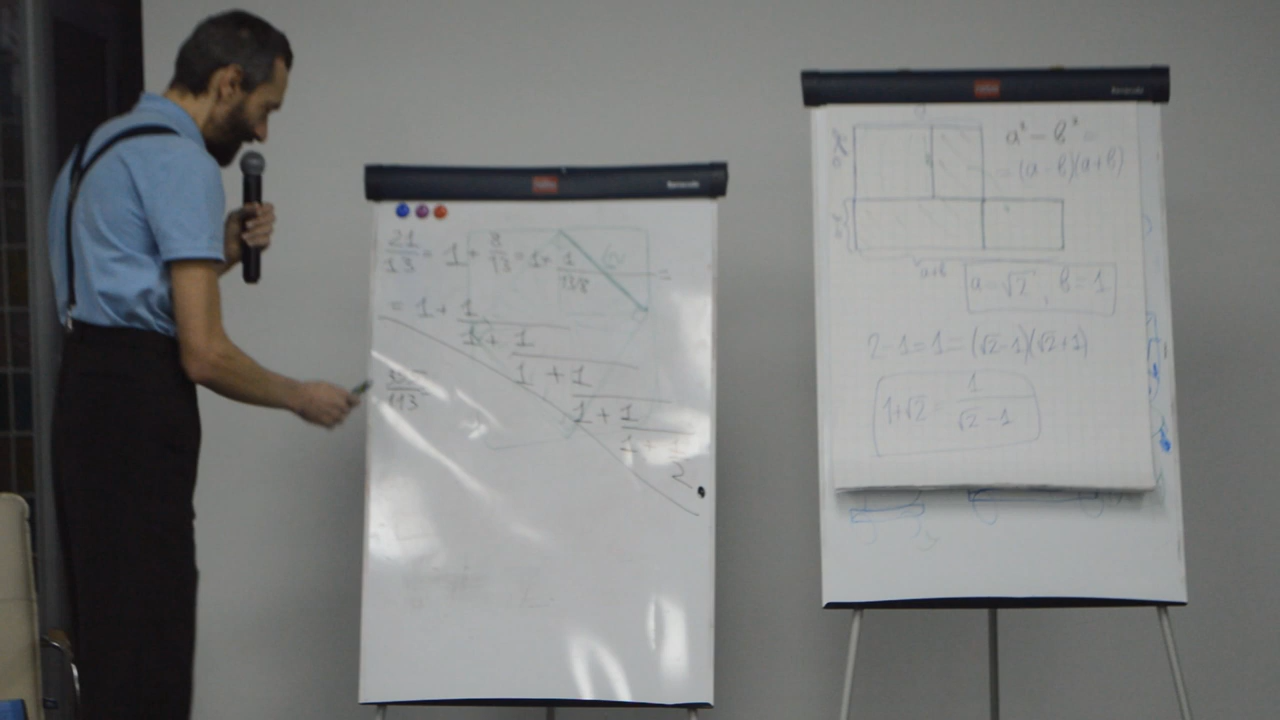 21/13 = 1 + 8/13 = 1 + 1/(13/8) =
= 1 + 1
1 + 1
1 + 1
1 + 1
1 + 1
2
113
a² - b² =
= (a - b)(a + b)
a+b
a = √2, b = 1
2 - 1 = 1 = (√2 - 1)(√2 + 1)
1 + √2 = 1/(√2 - 1)